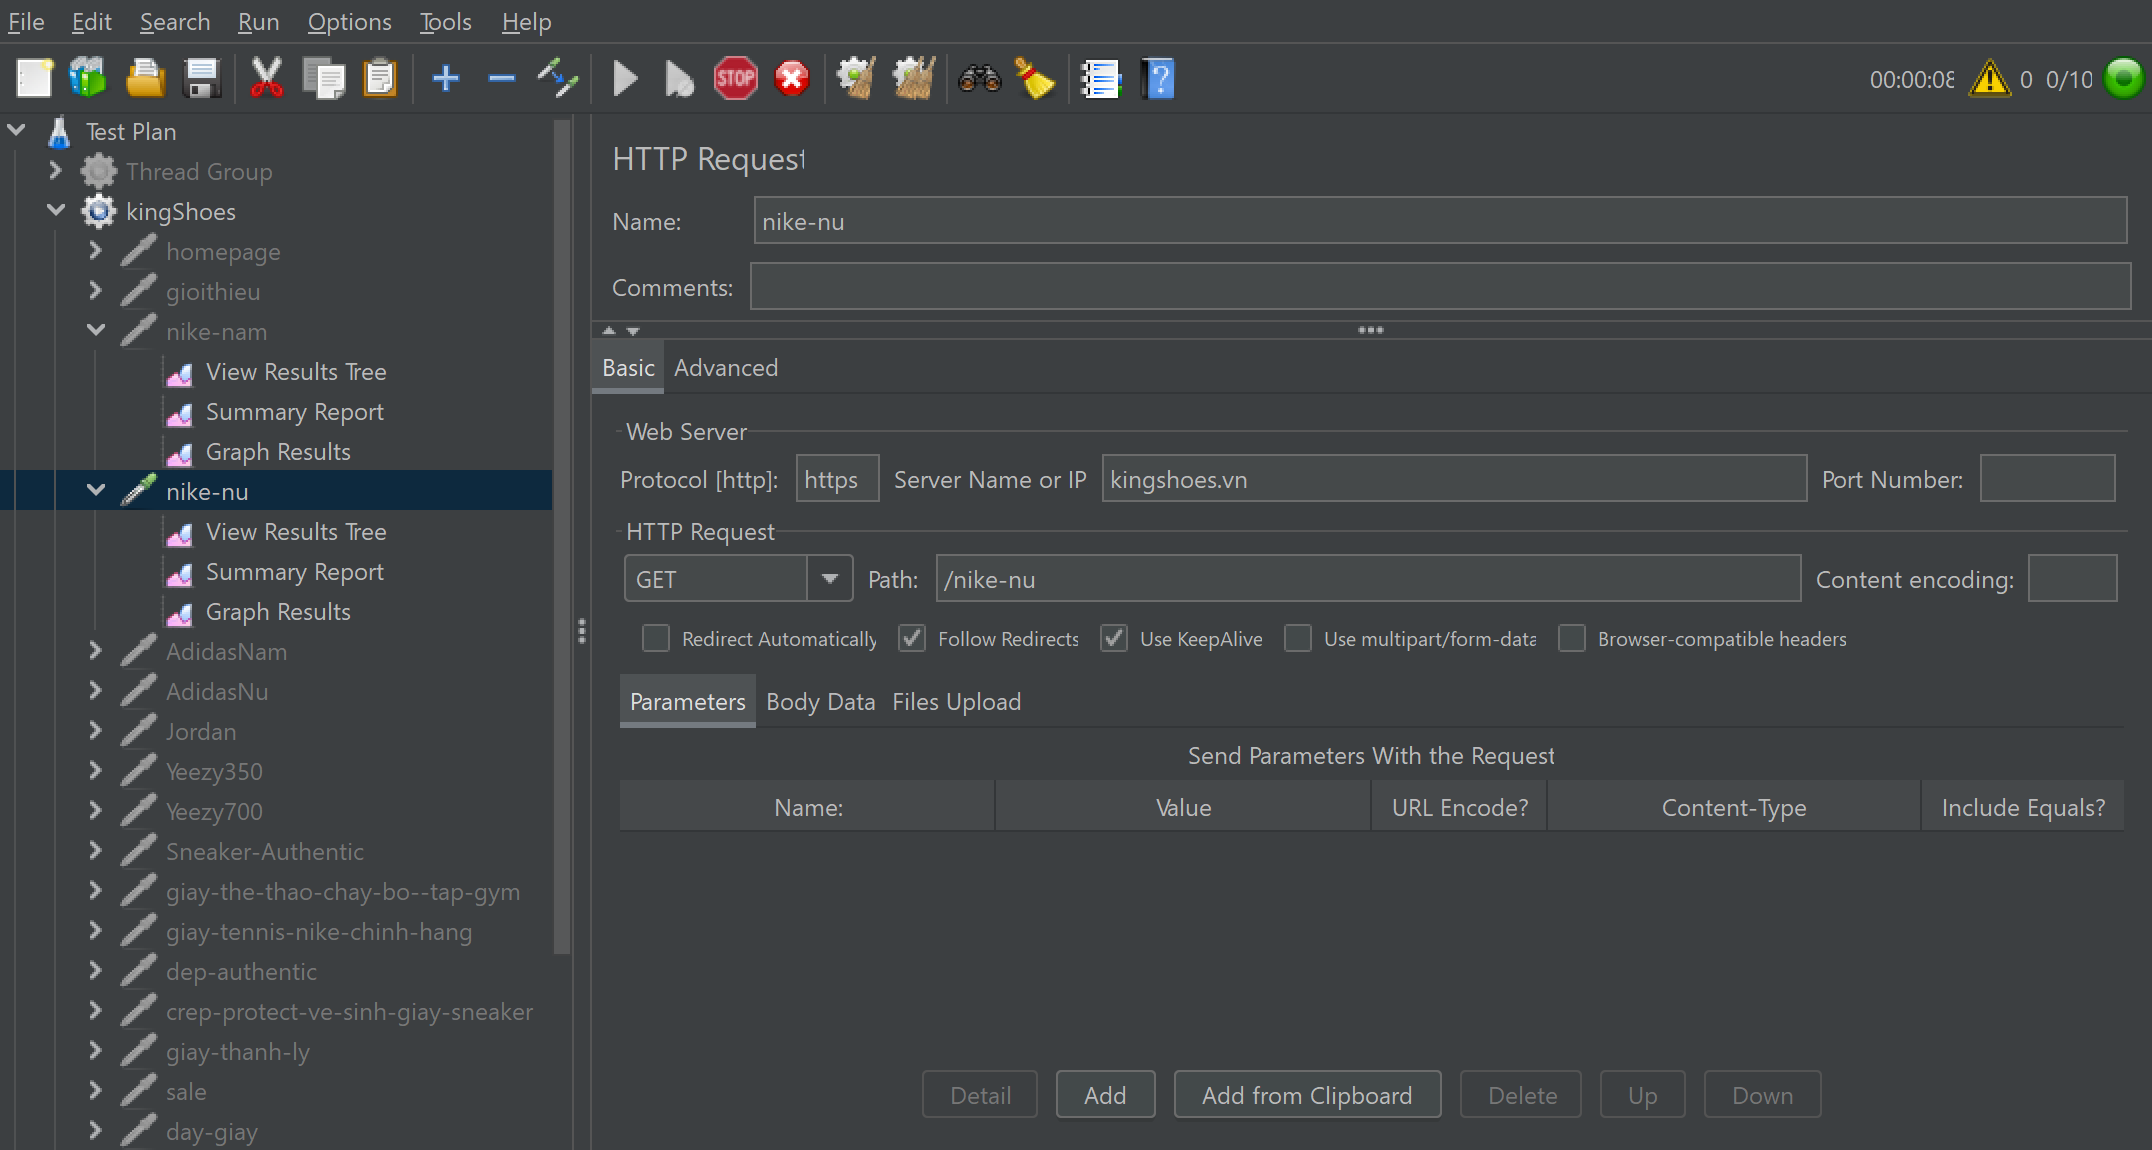 File Edit Search Run Options Tools Help
STOP
00:00:08 0 0/10
Test Plan
Thread Group
kingShoes
homepage
gioithieu
nike-nam
View Results Tree
Summary Report
Graph Results
nike-nu
View Results Tree
Summary Report
Graph Results
AdidasNam
AdidasNu
Jordan
Yeezy350
Yeezy700
Sneaker-Authentic
giay-the-thao-chay-bo--tap-gym
giay-tennis-nike-chinh-hang
dep-authentic
crep-protect-ve-sinh-giay-sneaker
giay-thanh-ly
sale
day-giay
HTTP Request
Name: nike-nu
Comments:
Basic Advanced
Web Server
Protocol [http]: https Server Name or IP kingshoes.vn Port Number:
HTTP Request
GET Path: /nike-nu Content encoding:
Redirect Automatically Follow Redirects Use KeepAlive Use multipart/form-data Browser-compatible headers
Parameters Body Data Files Upload
Send Parameters With the Request
Name: Value URL Encode? Content-Type Include Equals?
Detail Add Add from Clipboard Delete Up Down